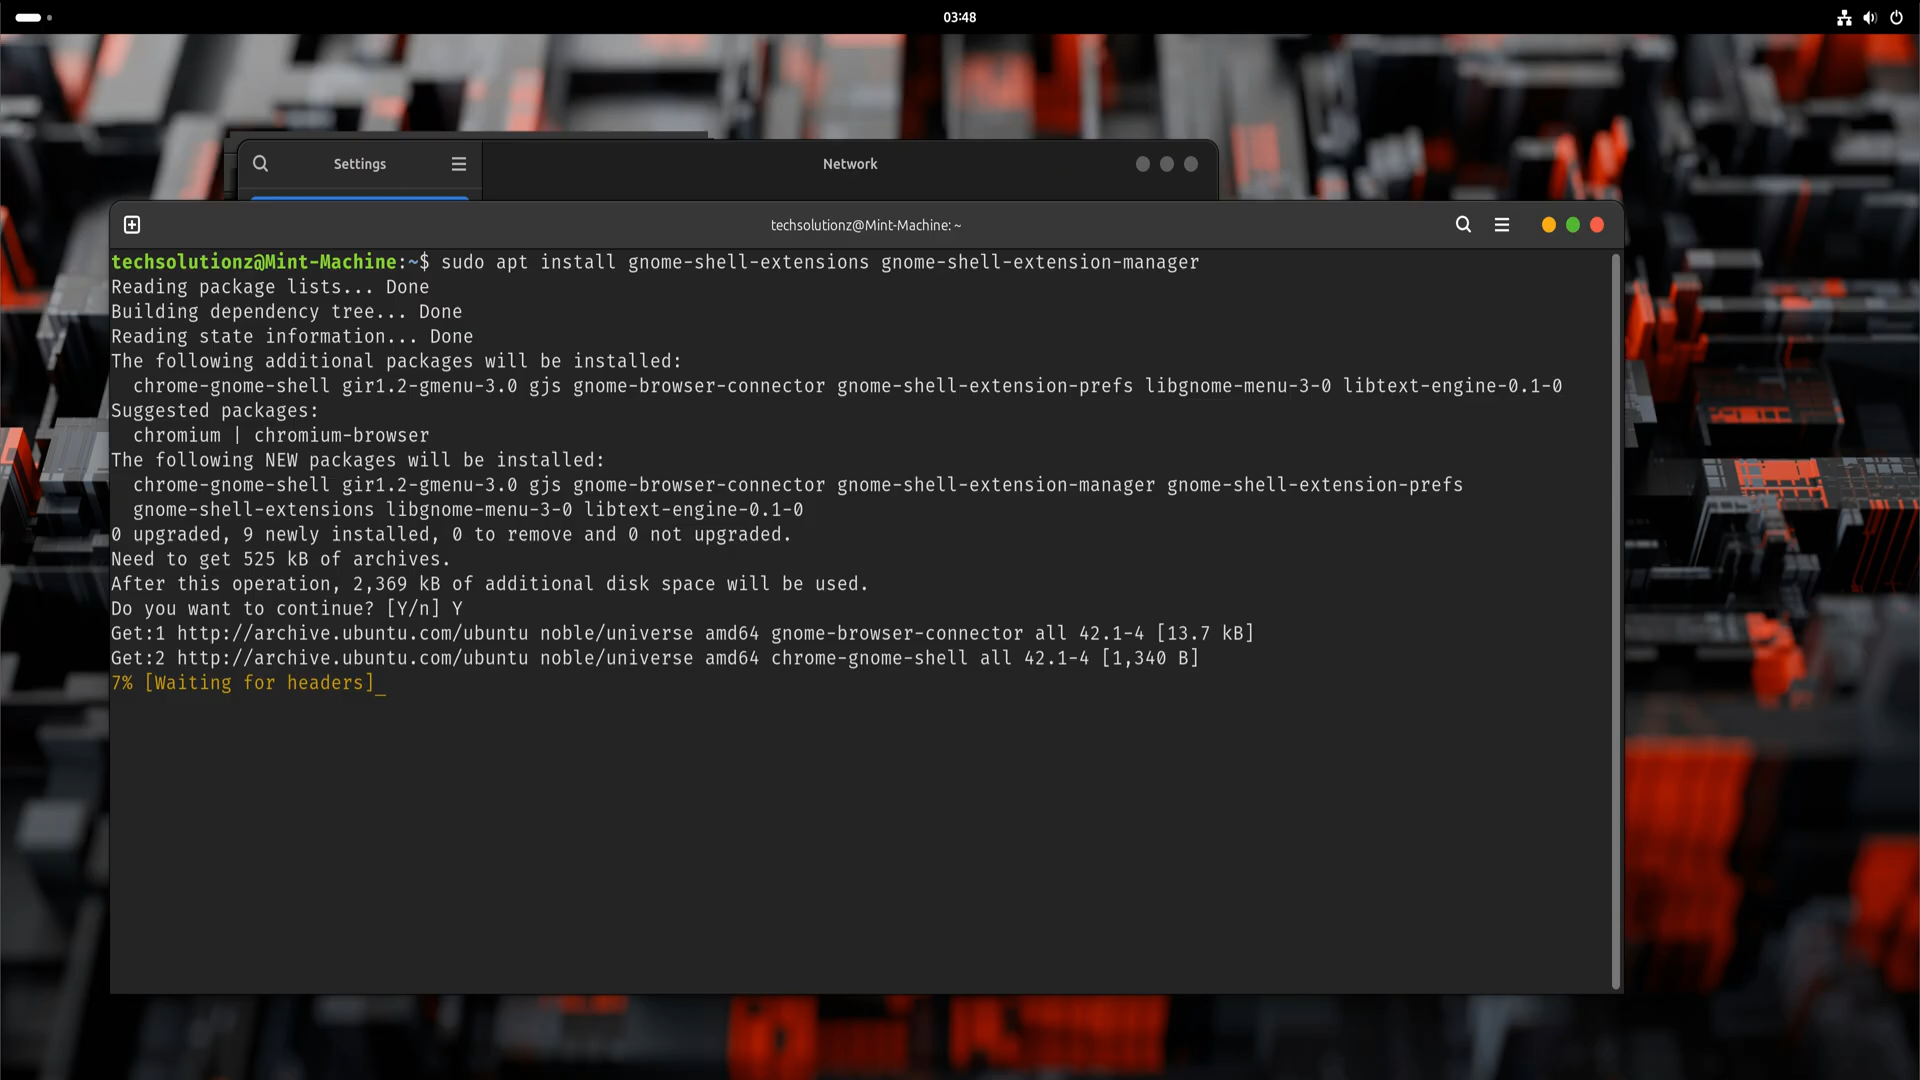 03:48
Settings
Network
techsolutionz@Mint-Machine: ~
techsolutionz@Mint-Machine:~$ sudo apt install gnome-shell-extensions gnome-shell-extension-manager
Reading package lists... Done
Building dependency tree... Done
Reading state information... Done
The following additional packages will be installed:
  chrome-gnome-shell gir1.2-gmenu-3.0 gjs gnome-browser-connector gnome-shell-extension-prefs libgnome-menu-3-0 libtext-engine-0.1-0
Suggested packages:
  chromium | chromium-browser
The following NEW packages will be installed:
  chrome-gnome-shell gir1.2-gmenu-3.0 gjs gnome-browser-connector gnome-shell-extension-manager gnome-shell-extension-prefs
  gnome-shell-extensions libgnome-menu-3-0 libtext-engine-0.1-0
0 upgraded, 9 newly installed, 0 to remove and 0 not upgraded.
Need to get 525 kB of archives.
After this operation, 2,369 kB of additional disk space will be used.
Do you want to continue? [Y/n] Y
Get:1 http://archive.ubuntu.com/ubuntu noble/universe amd64 gnome-browser-connector all 42.1-4 [13.7 kB]
Get:2 http://archive.ubuntu.com/ubuntu noble/universe amd64 chrome-gnome-shell all 42.1-4 [1,340 B]
7% [Waiting for headers]_